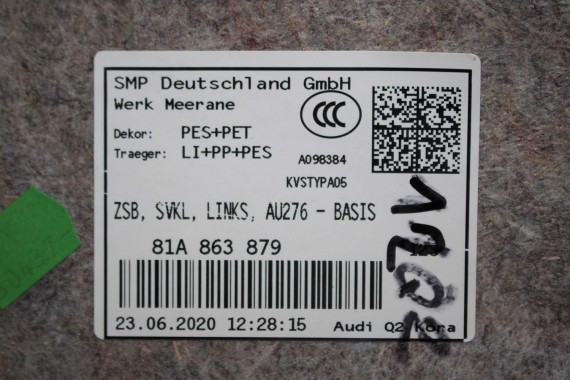 SMP Deutschland GmbH
Werk Meerane
CCC
Dekor: PES+PET
Traeger: LI+PP+PES
A098384
KVSTYPA05
ZSB, SVKL, LINKS, AU276 - BASIS
81A 863 879
23.06.2020 12:28:15 Audi Q2 Kora